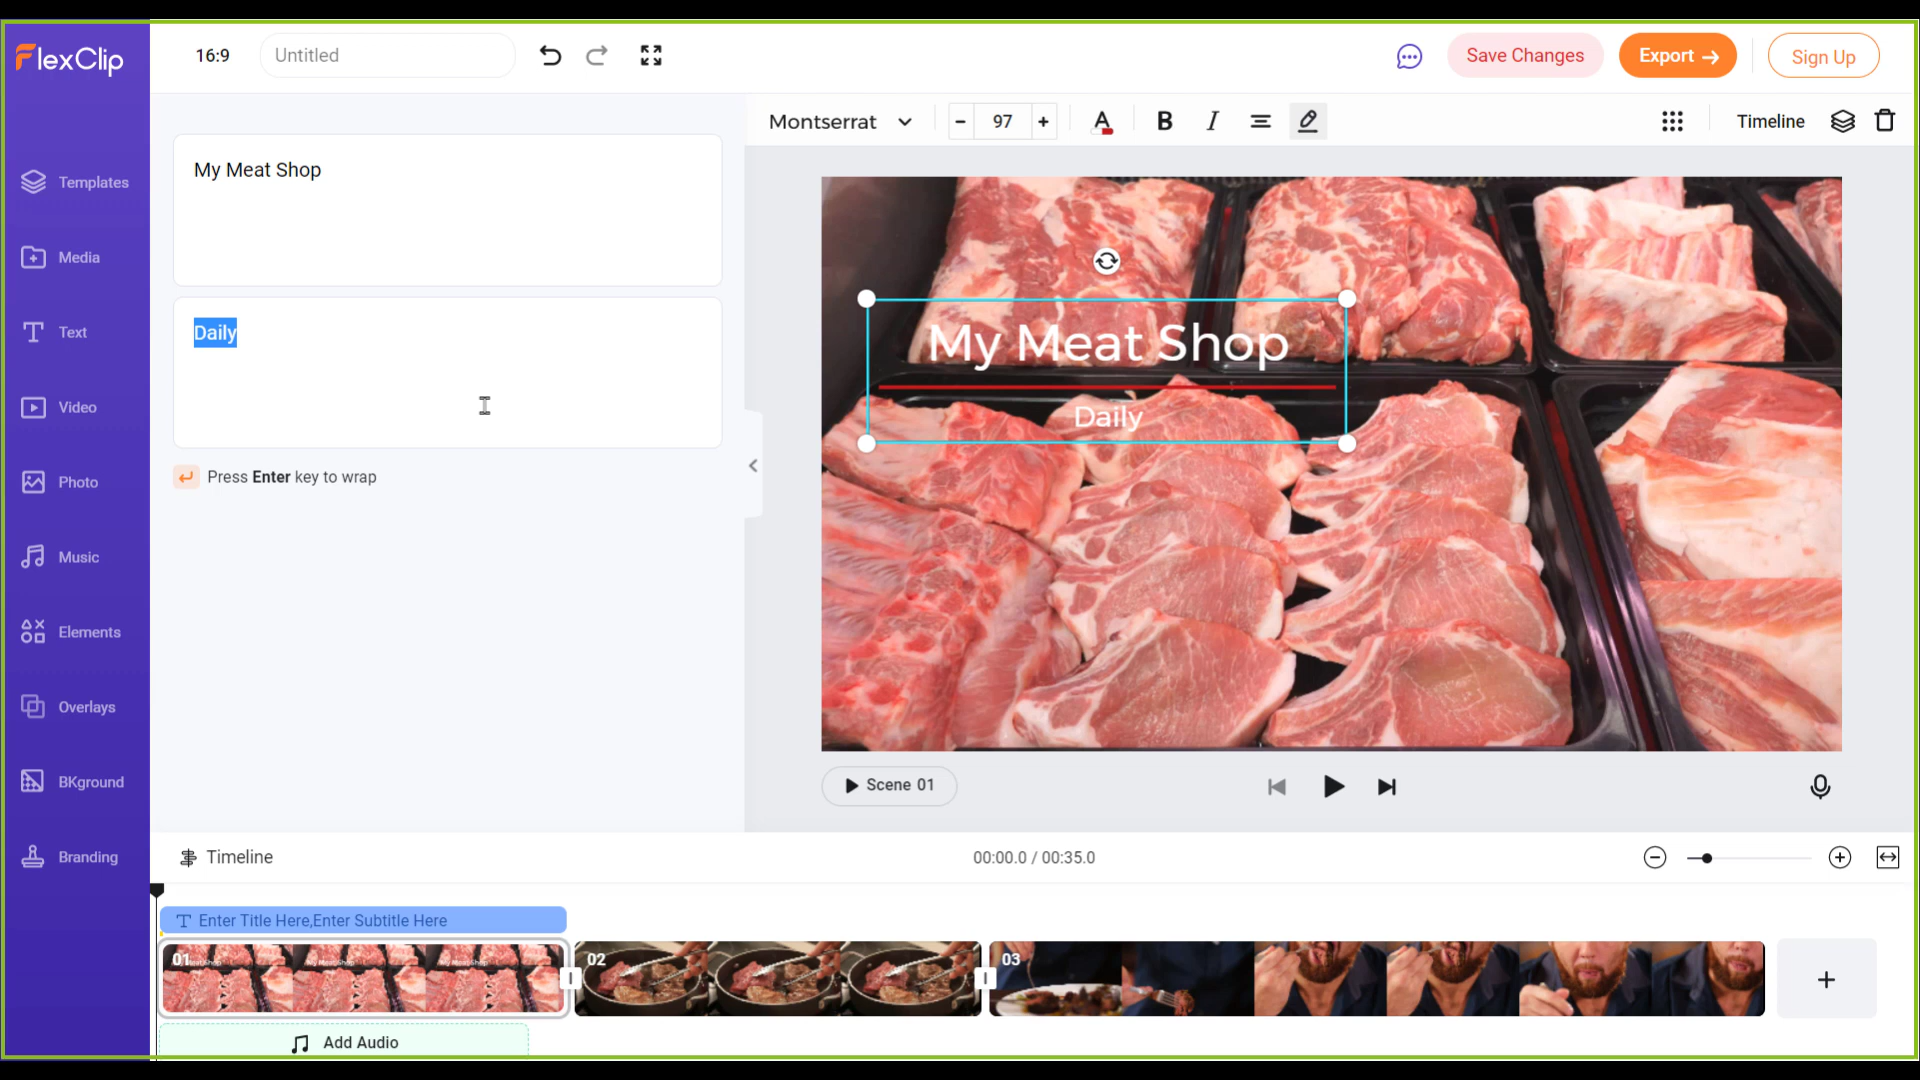 FlexClip
16:9
Untitled
Save Changes
Export
Sign Up
Montserrat
97
A
B
I
Timeline
Templates
Media
Text
Video
Photo
Music
Elements
Overlays
BKground
Branding
My Meat Shop
Daily
Press Enter key to wrap
My Meat Shop
Daily
Scene 01
Timeline
00:00.0 / 00:35.0
T Enter Title Here,Enter Subtitle Here
01
02
03
Add Audio